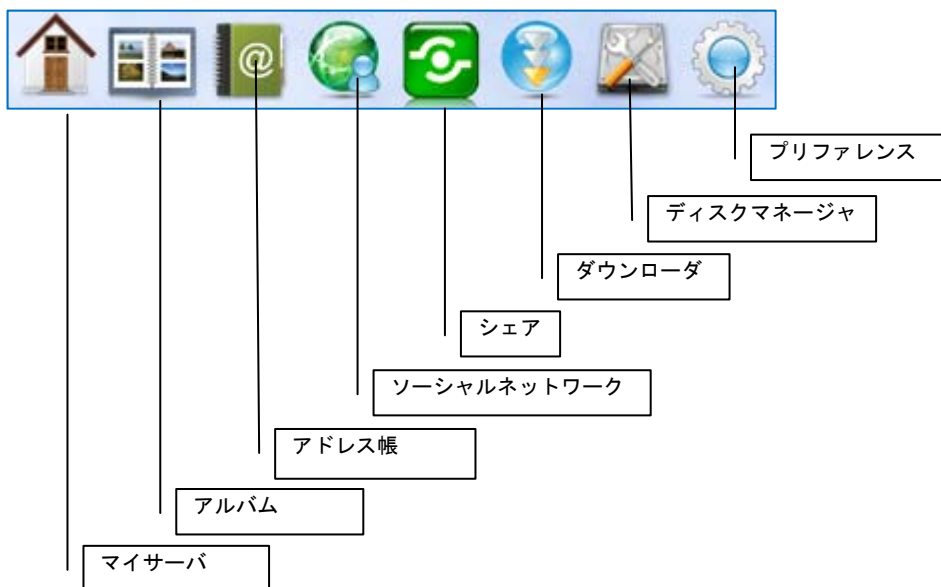 @
プリファレンス
ディスクマネージャ
ダウンローダ
シェア
ソーシャルネットワーク
アドレス帳
アルバム
マイサーバ